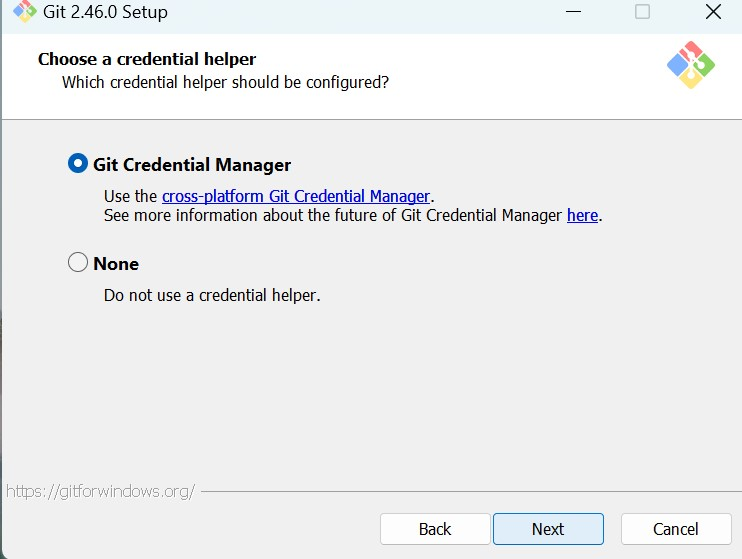 Git 2.46.0 Setup
Choose a credential helper
Which credential helper should be configured?
Git Credential Manager
Use the cross-platform Git Credential Manager.
See more information about the future of Git Credential Manager here.
None
Do not use a credential helper.
https://gitforwindows.org/
Back Next Cancel